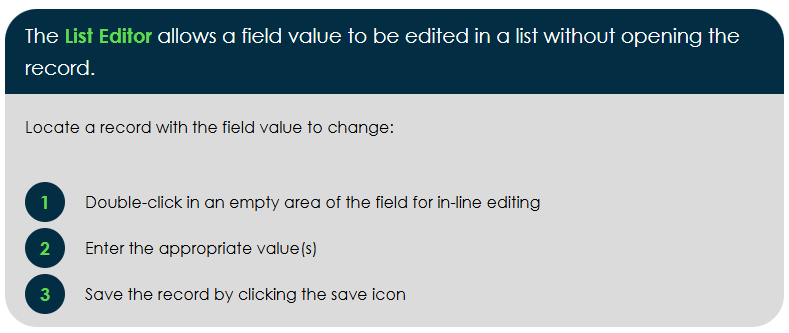 The List Editor allows a field value to be edited in a list without opening the
record.
Locate a record with the field value to change:
1 Double-click in an empty area of the field for in-line editing
2 Enter the appropriate value(s)
3 Save the record by clicking the save icon